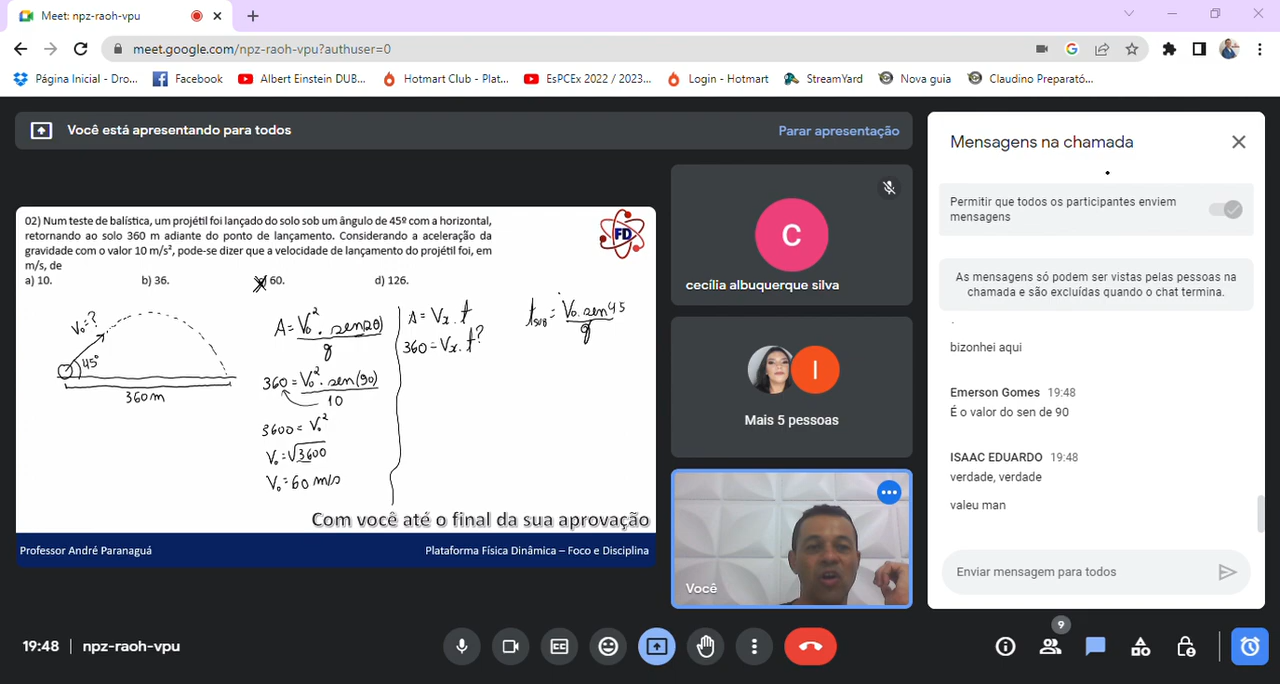 Meet: npz-raoh-vpu
meet.google.com/npz-raoh-vpu?authuser=0
Página Inicial - Dro...
Facebook
Albert Einstein DUB...
Hotmart Club - Plat...
EsPCEx 2022 / 2023...
Login - Hotmart
StreamYard
Nova guia
Claudino Preparató...
Você está apresentando para todos
Parar apresentação
02) Num teste de balística, um projétil foi lançado do solo sob um ângulo de 45º com a horizontal,
retornando ao solo 360 m adiante do ponto de lançamento. Considerando a aceleração da
gravidade com o valor 10 m/s², pode-se dizer que a velocidade de lançamento do projétil foi, em
m/s, de
a) 10. b) 36. 60. d) 126.
FD
V₀=?
45°
360 m
A = V₀² . sen(2θ)
g
360 = V₀² . sen(90)
10
3600 = V₀²
V₀ = √3600
V₀ = 60 m/s
A = Vx . t
360 = Vx . t?
tsub = V₀ . sen 45
g
Com você até o final da sua aprovação
Professor André Paranaguá
Plataforma Física Dinâmica – Foco e Disciplina
C
cecília albuquerque silva
I
Mais 5 pessoas
Você
Mensagens na chamada
Permitir que todos os participantes enviem
mensagens
As mensagens só podem ser vistas pelas pessoas na
chamada e são excluídas quando o chat termina.
bizonhei aqui
Emerson Gomes 19:48
É o valor do sen de 90
ISAAC EDUARDO 19:48
verdade, verdade
valeu man
Enviar mensagem para todos
19:48 | npz-raoh-vpu
9